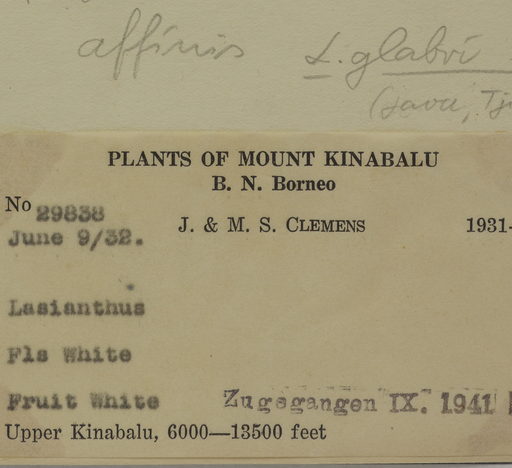 affinis L. glabri
(Java, Tji
PLANTS OF MOUNT KINABALU
B. N. Borneo
No 29838
J. & M. S. CLEMENS 1931-
June 9/32.
Lasianthus
Fls White
Fruit White Zugegangen IX. 1941
Upper Kinabalu, 6000—13500 feet